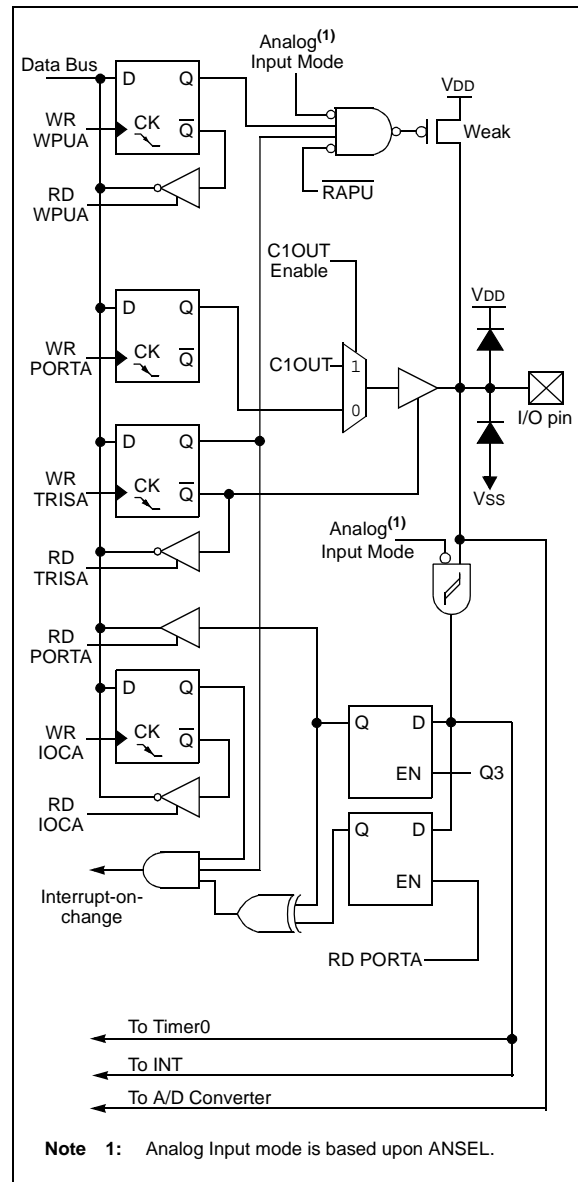 Analog(1)
Input Mode
Data Bus
D Q
VDD
WR
WPUA
CK Q
Weak
RD
WPUA
RAPU
C1OUT
Enable
D Q
VDD
WR
PORTA
CK Q
C1OUT
1
0
I/O pin
D Q
WR
TRISA
CK Q
VSS
Analog(1)
Input Mode
RD
TRISA
RD
PORTA
D Q
WR
IOCA
CK Q
Q D
EN
Q3
RD
IOCA
Q D
EN
Interrupt-on-
change
RD PORTA
To Timer0
To INT
To A/D Converter
Note 1: Analog Input mode is based upon ANSEL.